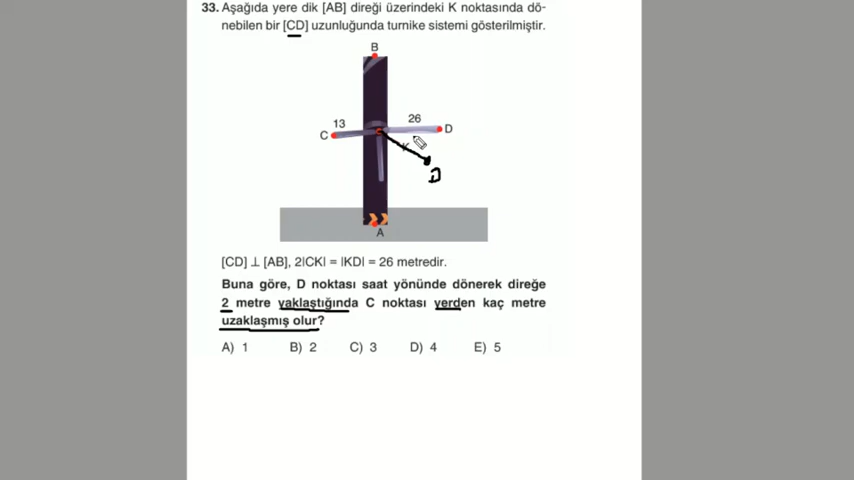 33. Aşağıda yere dik [AB] direği üzerindeki K noktasında dö-
nebilen bir [CD] uzunluğunda turnike sistemi gösterilmiştir.
B
13
26
C
D
K
D
A
[CD] ⊥ [AB], 2|CK| = |KD| = 26 metredir.
Buna göre, D noktası saat yönünde dönerek direğe
2 metre yaklaştığında C noktası yerden kaç metre
uzaklaşmış olur?
A) 1 B) 2 C) 3 D) 4 E) 5